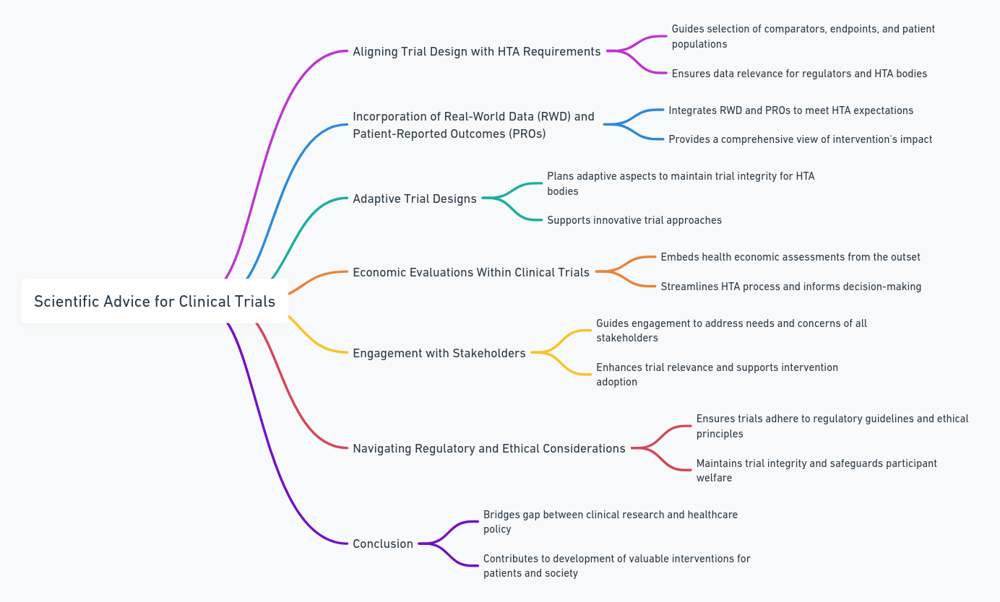 Scientific Advice for Clinical Trials
Aligning Trial Design with HTA Requirements
Guides selection of comparators, endpoints, and patient
populations
Ensures data relevance for regulators and HTA bodies
Incorporation of Real-World Data (RWD) and
Patient-Reported Outcomes (PROs)
Integrates RWD and PROs to meet HTA expectations
Provides a comprehensive view of intervention's impact
Adaptive Trial Designs
Plans adaptive aspects to maintain trial integrity for HTA
bodies
Supports innovative trial approaches
Economic Evaluations Within Clinical Trials
Embeds health economic assessments from the outset
Streamlines HTA process and informs decision-making
Engagement with Stakeholders
Guides engagement to address needs and concerns of all
stakeholders
Enhances trial relevance and supports intervention
adoption
Navigating Regulatory and Ethical Considerations
Ensures trials adhere to regulatory guidelines and ethical
principles
Maintains trial integrity and safeguards participant
welfare
Conclusion
Bridges gap between clinical research and healthcare
policy
Contributes to development of valuable interventions for
patients and society